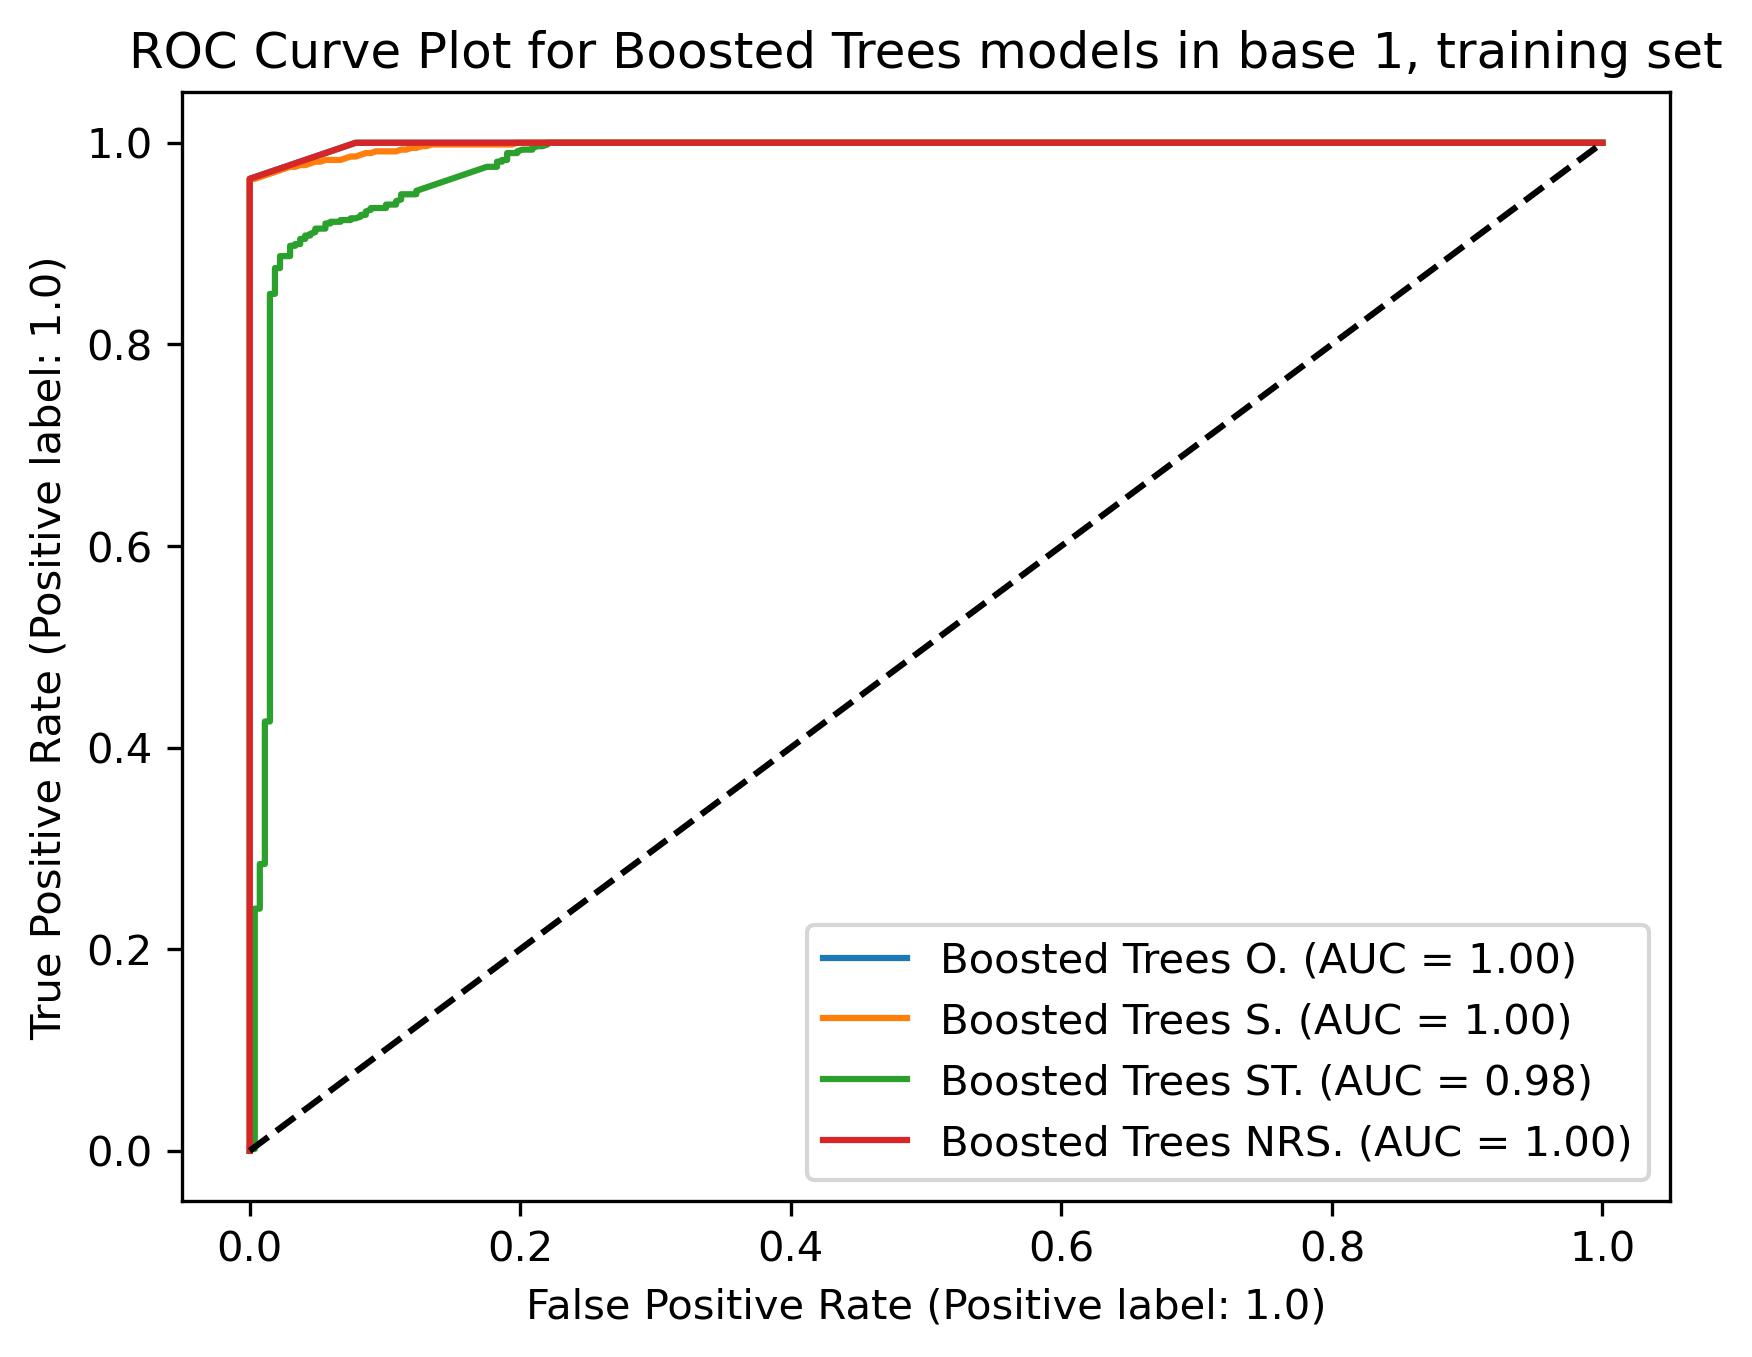 ROC Curve Plot for Boosted Trees models in base 1, training set
True Positive Rate (Positive label: 1.0)
1.0
0.8
0.6
0.4
0.2
0.0
Boosted Trees O. (AUC = 1.00)
Boosted Trees S. (AUC = 1.00)
Boosted Trees ST. (AUC = 0.98)
Boosted Trees NRS. (AUC = 1.00)
0.0 0.2 0.4 0.6 0.8 1.0
False Positive Rate (Positive label: 1.0)